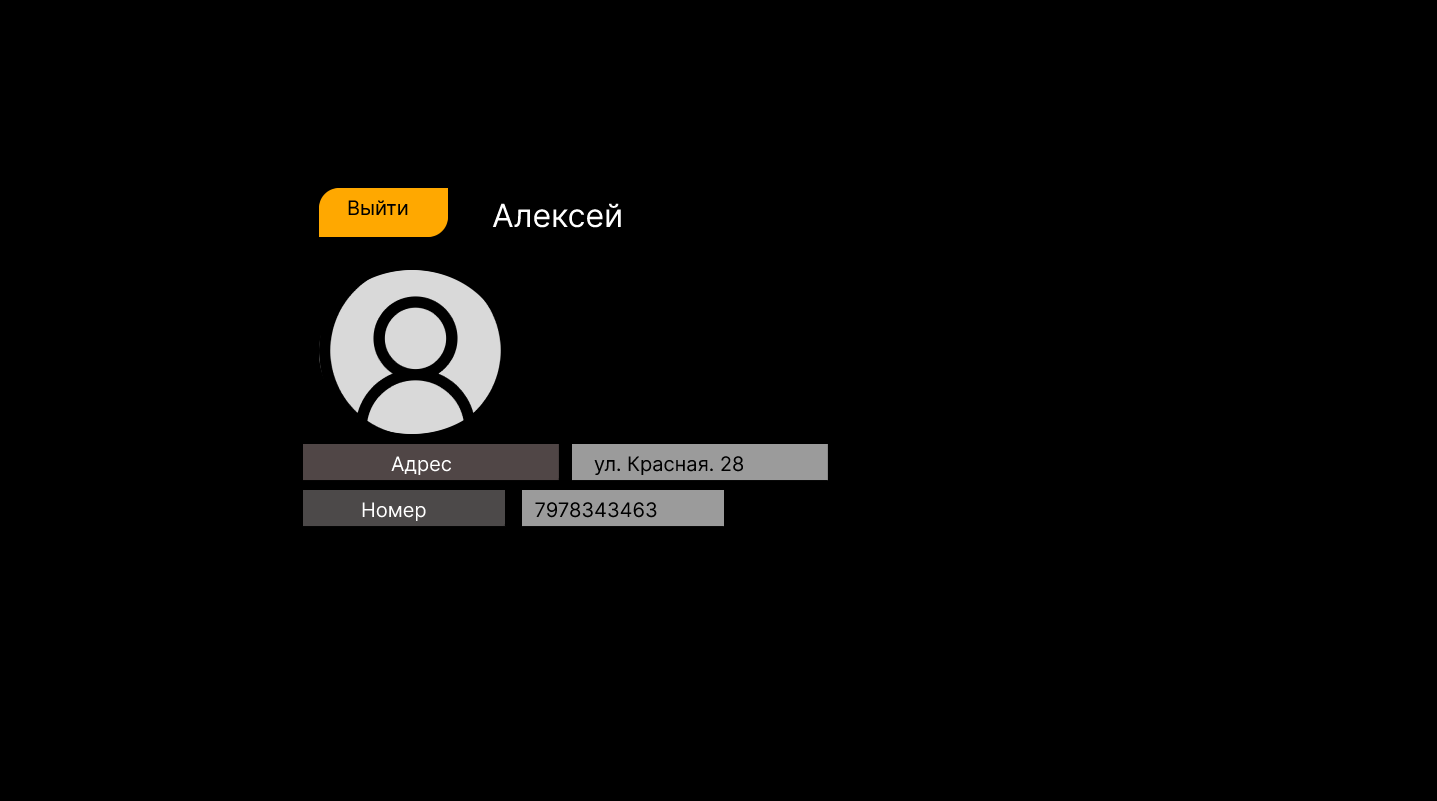 Выйти
Алексей
Адрес
ул. Красная. 28
Номер
7978343463